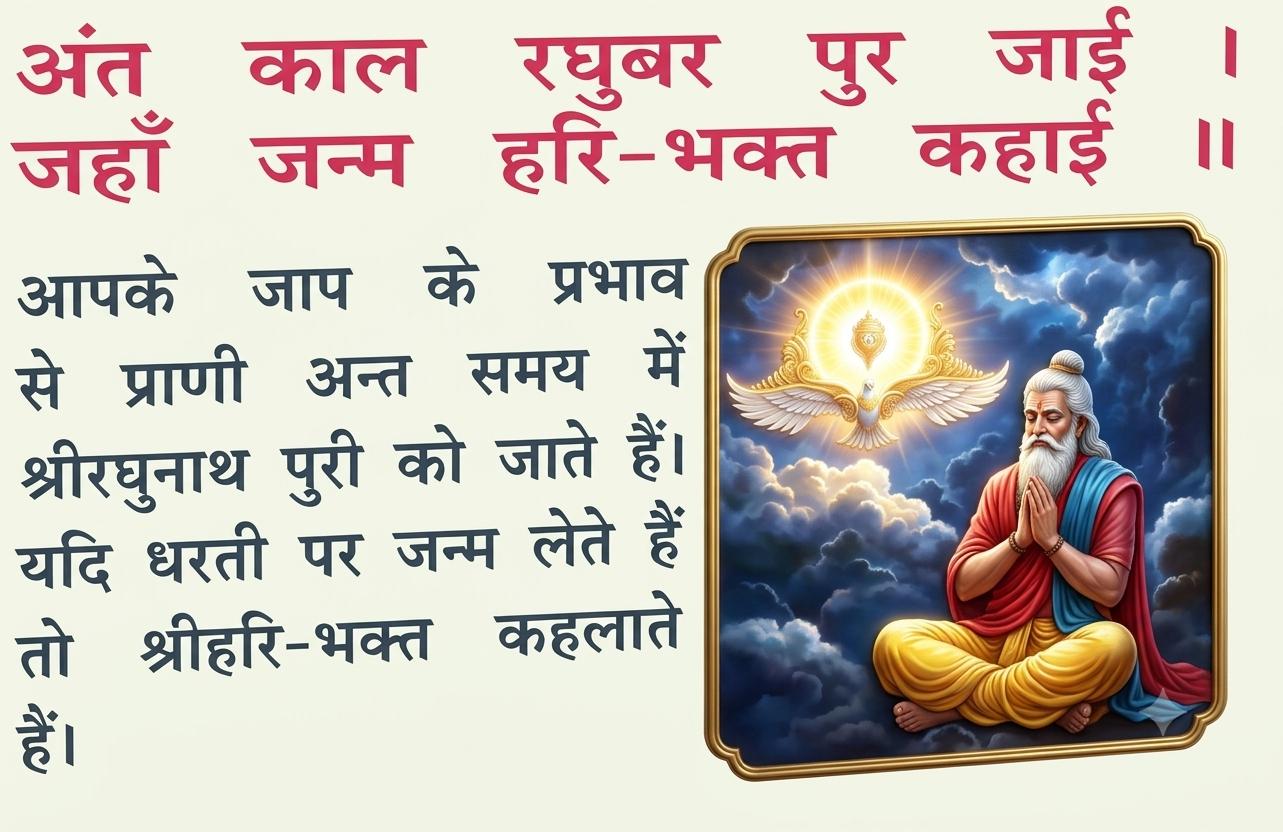 अंत काल रघुबर पुर जाई ।
जहाँ जन्म हरि-भक्त कहाई ॥
आपके जाप के प्रभाव
से प्राणी अन्त समय में
श्रीरघुनाथ पुरी को जाते हैं।
यदि धरती पर जन्म लेते हैं
तो श्रीहरि-भक्त कहलाते
हैं।